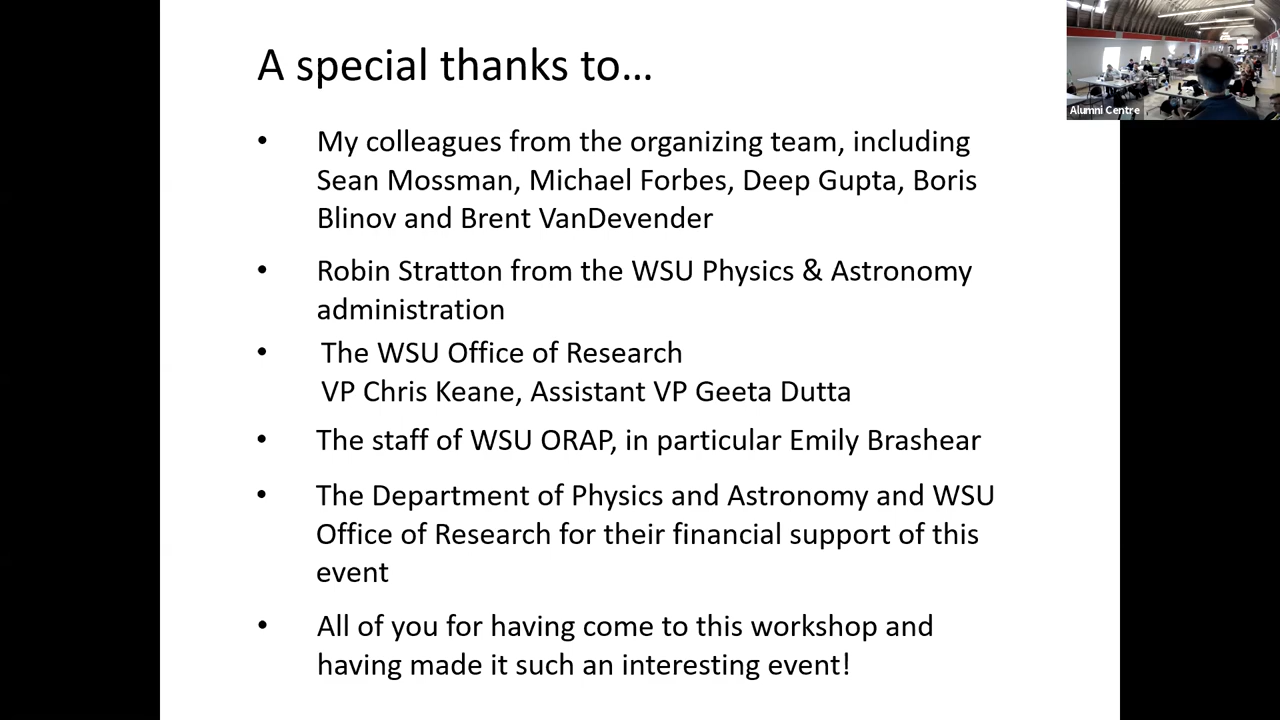 A special thanks to...
Alumni Centre
• My colleagues from the organizing team, including
Sean Mossman, Michael Forbes, Deep Gupta, Boris
Blinov and Brent VanDevender
• Robin Stratton from the WSU Physics & Astronomy
administration
• The WSU Office of Research
VP Chris Keane, Assistant VP Geeta Dutta
• The staff of WSU ORAP, in particular Emily Brashear
• The Department of Physics and Astronomy and WSU
Office of Research for their financial support of this
event
• All of you for having come to this workshop and
having made it such an interesting event!